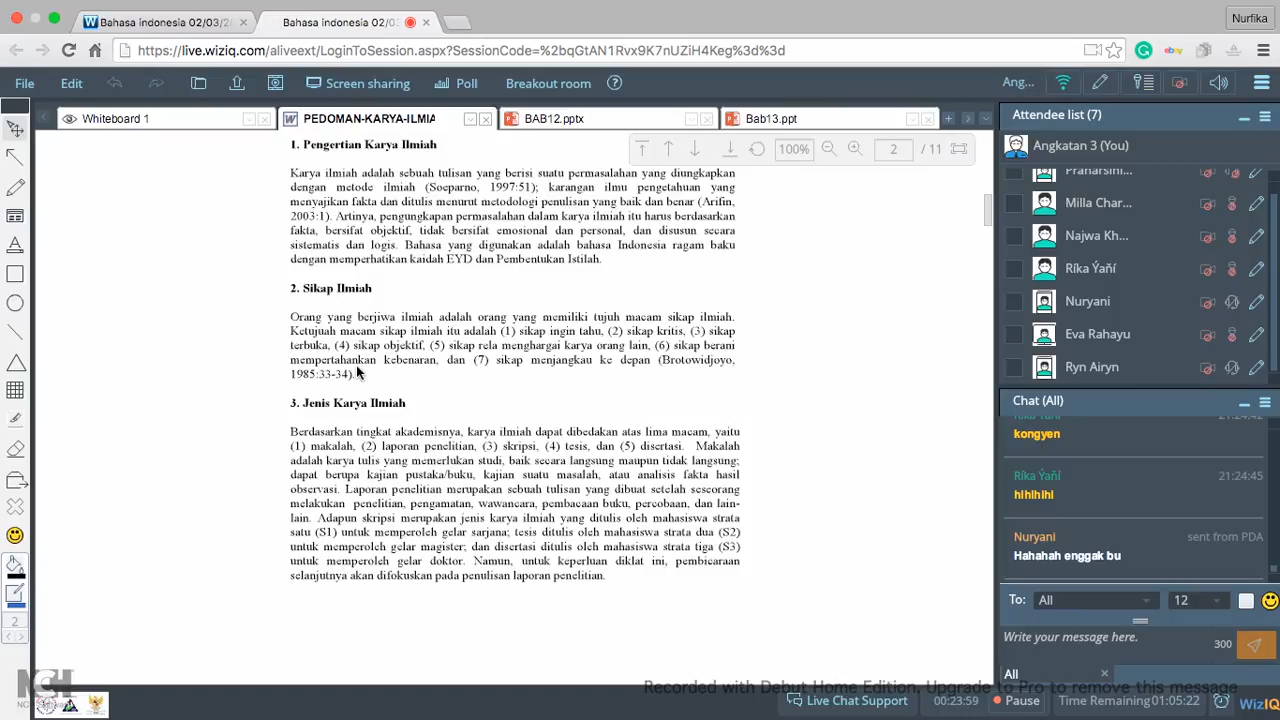 Bahasa indonesia 02/03/2
Bahasa indonesia 02/03/
Nurfika
https://live.wiziq.com/aliveext/LoginToSession.aspx?SessionCode=%2bqGtAN1Rvx9K7nUZiH4Keg%3d%3d
File
Edit
Screen sharing
Poll
Breakout room
Ang...
Whiteboard 1
PEDOMAN-KARYA-ILMIA
BAB12.pptx
Bab13.ppt
100%
2
/ 11
1. Pengertian Karya Ilmiah
Karya ilmiah adalah sebuah tulisan yang berisi suatu permasalahan yang diungkapkan
dengan metode ilmiah (Soeparno, 1997:51); karangan ilmu pengetahuan yang
menyajikan fakta dan ditulis menurut metodologi penulisan yang baik dan benar (Arifin,
2003:1). Artinya, pengungkapan permasalahan dalam karya ilmiah itu harus berdasarkan
fakta, bersifat objektif, tidak bersifat emosional dan personal, dan disusun secara
sistematis dan logis. Bahasa yang digunakan adalah bahasa Indonesia ragam baku
dengan memperhatikan kaidah EYD dan Pembentukan Istilah.
2. Sikap Ilmiah
Orang yang berjiwa ilmiah adalah orang yang memiliki tujuh macam sikap ilmiah.
Ketujuah macam sikap ilmiah itu adalah (1) sikap ingin tahu, (2) sikap kritis, (3) sikap
terbuka, (4) sikap objektif, (5) sikap rela menghargai karya orang lain, (6) sikap berani
mempertahankan kebenaran, dan (7) sikap menjangkau ke depan (Brotowidjoyo,
1985:33-34).
3. Jenis Karya Ilmiah
Berdasarkan tingkat akademisnya, karya ilmiah dapat dibedakan atas lima macam, yaitu
(1) makalah, (2) laporan penelitian, (3) skripsi, (4) tesis, dan (5) disertasi. Makalah
adalah karya tulis yang memerlukan studi, baik secara langsung maupun tidak langsung;
dapat berupa kajian pustaka/buku, kajian suatu masalah, atau analisis fakta hasil
observasi. Laporan penelitian merupakan sebuah tulisan yang dibuat setelah seseorang
melakukan penelitian, pengamatan, wawancara, pembacaan buku, percobaan, dan lain-
lain. Adapun skripsi merupakan jenis karya ilmiah yang ditulis oleh mahasiswa strata
satu (S1) untuk memperoleh gelar sarjana; tesis ditulis oleh mahasiswa strata dua (S2)
untuk memperoleh gelar magister; dan disertasi ditulis oleh mahasiswa strata tiga (S3)
untuk memperoleh gelar doktor. Namun, untuk keperluan diklat ini, pembicaraan
selanjutnya akan difokuskan pada penulisan laporan penelitian.
2
Attendee list (7)
Angkatan 3 (You)
Pranarsini...
Milla Char...
Najwa Kh...
Ríka Ýaňí
Nuryani
Eva Rahayu
Ryn Airyn
Chat (All)
Ríka Ýaňí 21:24:42
kongyen
Ríka Ýaňí 21:24:45
hihihihi
Nuryani sent from PDA
Hahahah enggak bu
To: All 12
Write your message here. 300
All
NCH
Recorded with Debut Home Edition. Upgrade to Pro to remove this message
Live Chat Support
00:23:59
Pause
Time Remaining 01:05:22
WizIQ